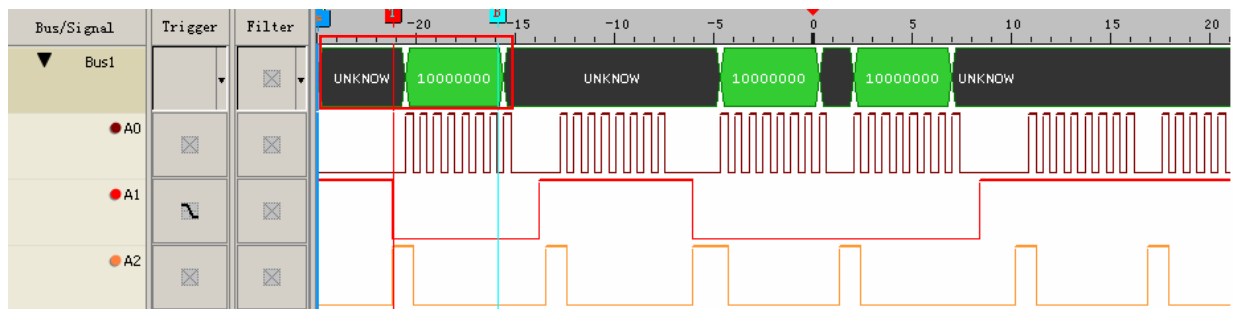 Bus/Signal Trigger Filter T -20 B -15 -10 -5 0 5 10 15 20
Bus1 UNKNOW 10000000 UNKNOW 10000000 10000000 UNKNOW
A0
A1
A2